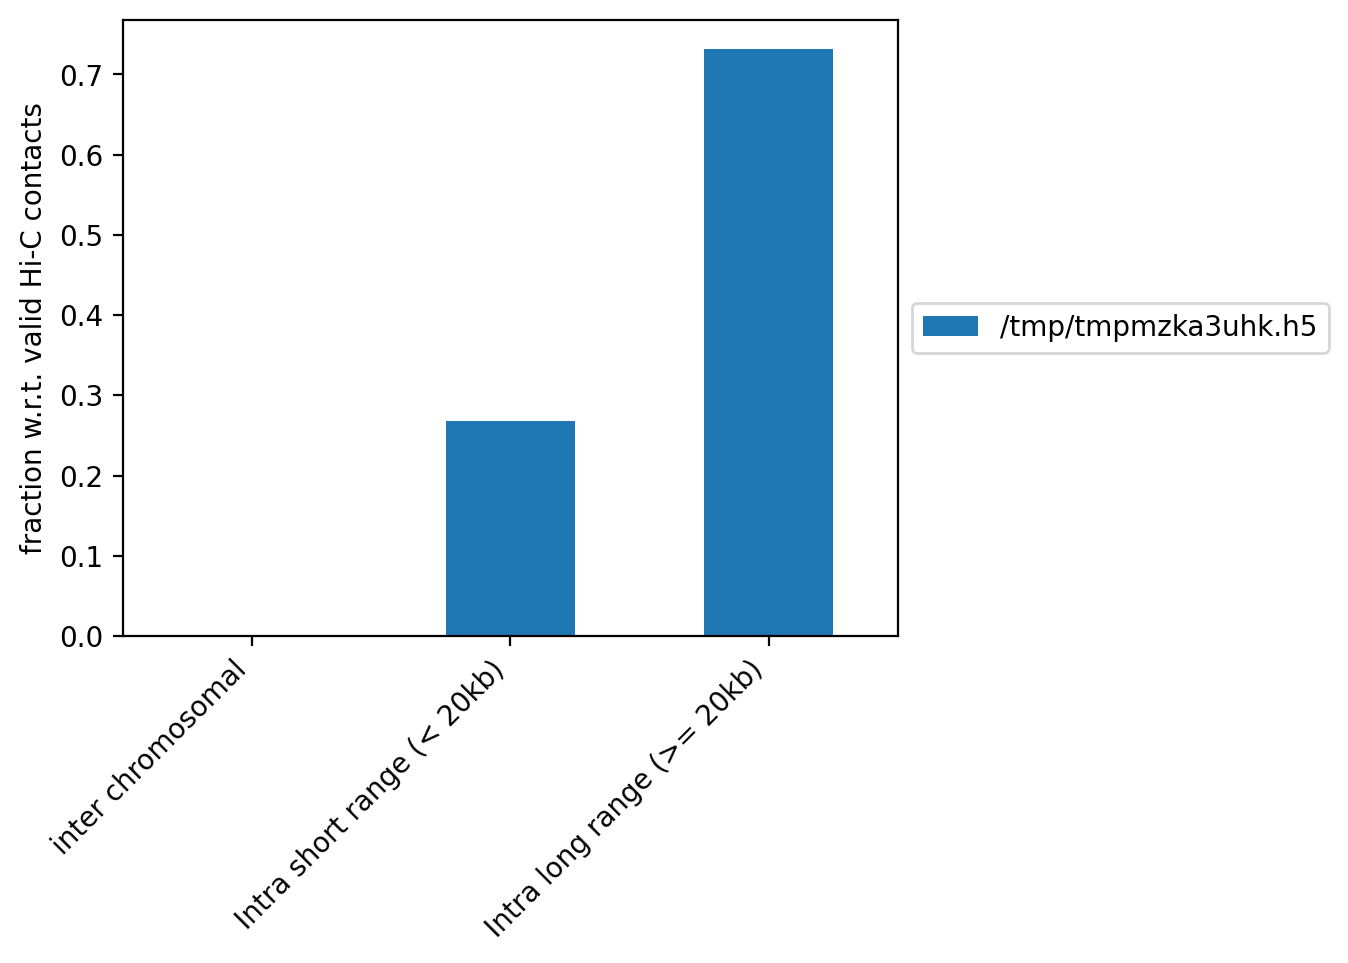 fraction w.r.t. valid Hi-C contacts
0.7
0.6
0.5
0.4
0.3
0.2
0.1
0.0
inter chromosomal
Intra short range (< 20kb)
Intra long range (>= 20kb)
/tmp/tmpmzka3uhk.h5